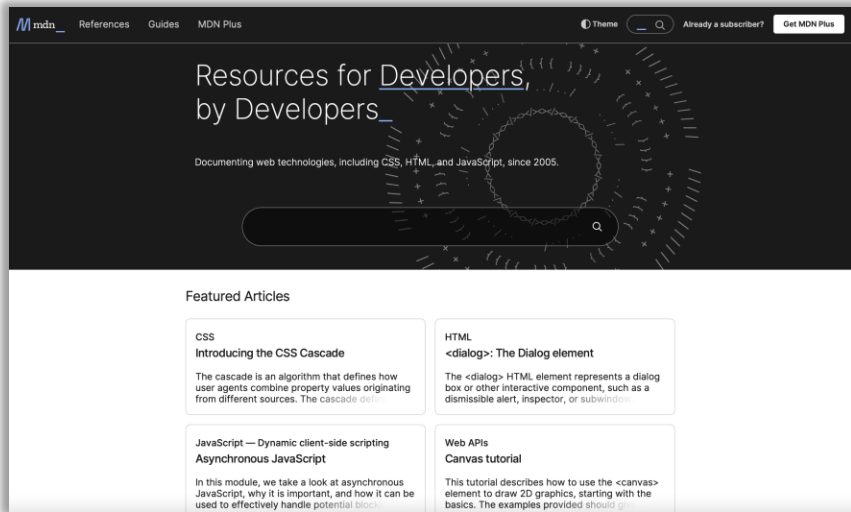 mdn_
References
Guides
MDN Plus
Theme
Already a subscriber?
Get MDN Plus
Resources for Developers,
by Developers_
Documenting web technologies, including CSS, HTML, and JavaScript, since 2005.
Featured Articles
CSS
Introducing the CSS Cascade
The cascade is an algorithm that defines how
user agents combine property values originating
from different sources. The cascade
HTML
<dialog>: The Dialog element
The <dialog> HTML element represents a dialog
box or other interactive component, such as a
dismissible alert, inspector, or subwindow
JavaScript — Dynamic client-side scripting
Asynchronous JavaScript
In this module, we take a look at asynchronous
JavaScript, why it is important, and how it can be
used to effectively handle potential
Web APIs
Canvas tutorial
This tutorial describes how to use the <canvas>
element to draw 2D graphics, starting with the
basics. The examples provided should